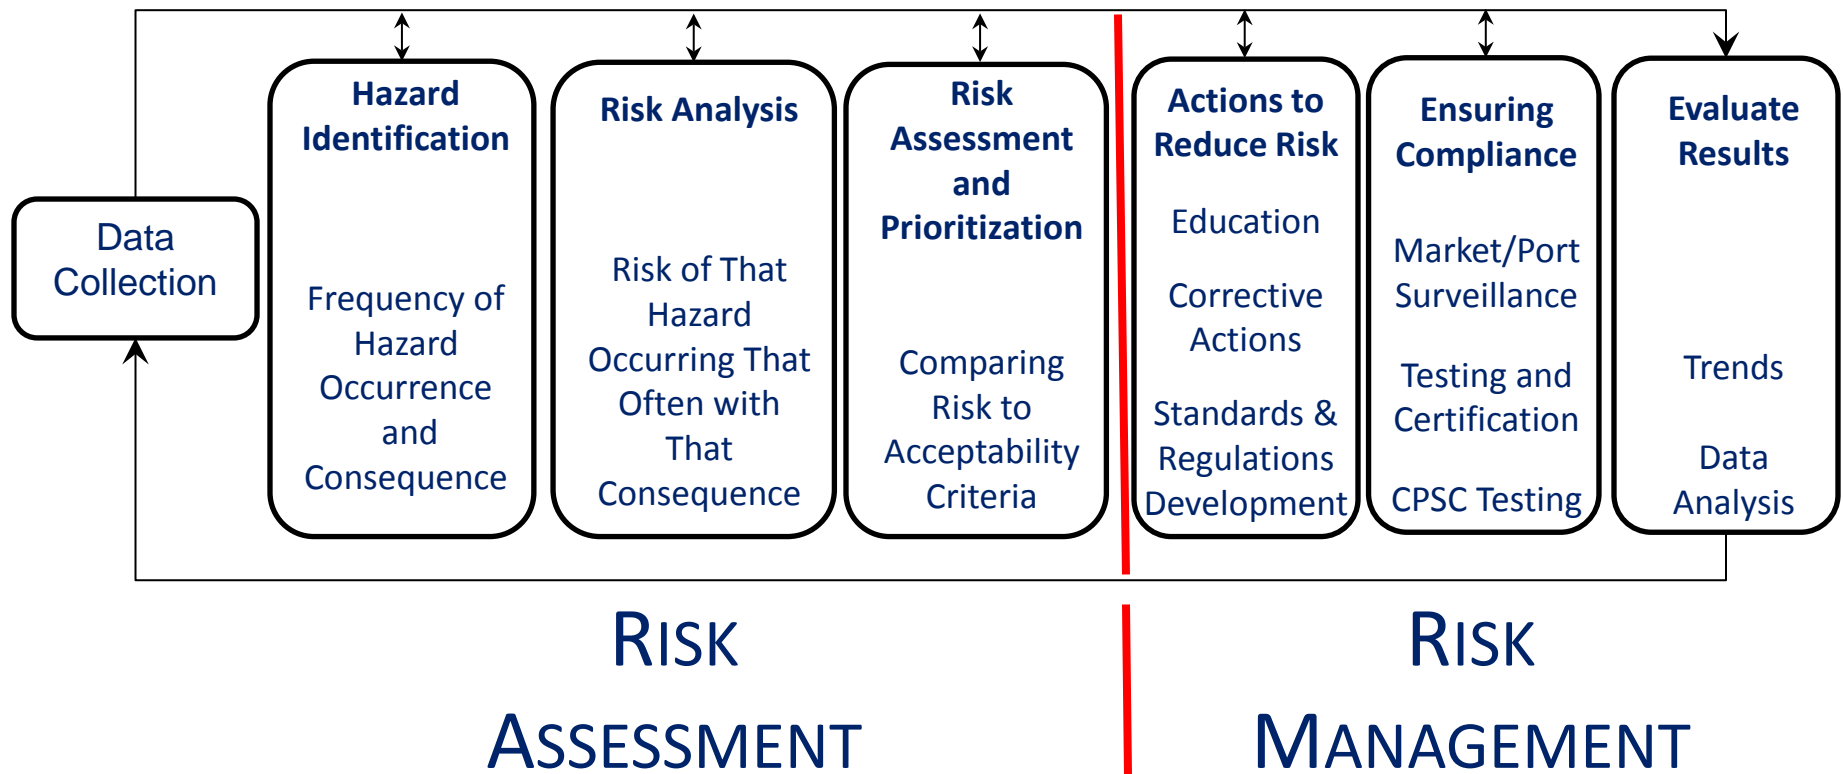 Data
Collection
Hazard
Identification
Frequency of
Hazard
Occurrence
and
Consequence
Risk Analysis
Risk of That
Hazard
Occurring That
Often with
That
Consequence
Risk
Assessment
and
Prioritization
Comparing
Risk to
Acceptability
Criteria
Actions to
Reduce Risk
Education
Corrective
Actions
Standards &
Regulations
Development
Ensuring
Compliance
Market/Port
Surveillance
Testing and
Certification
CPSC Testing
Evaluate
Results
Trends
Data
Analysis
RISK
ASSESSMENT
RISK
MANAGEMENT